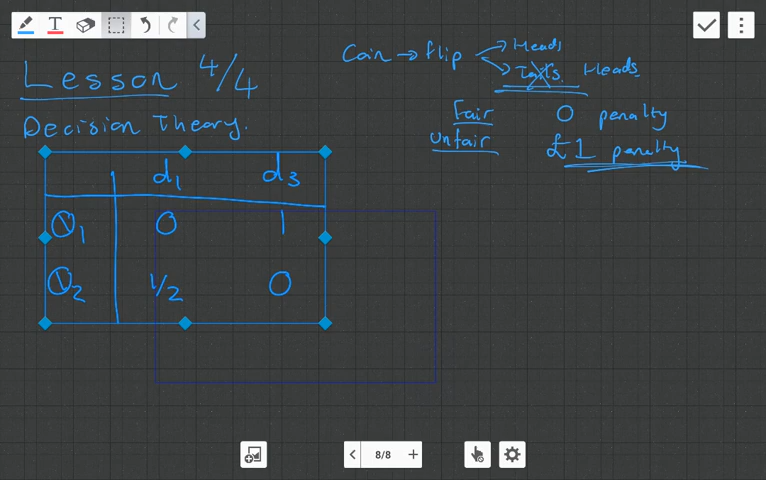 Lesson 4/4
Decision Theory.
Coin → flip
Heads
Tails. Heads
Fair 0 penalty
Unfair £1 penalty
d₁ d₃
θ₁ 0 1
θ₂ 1/2 0
8/8